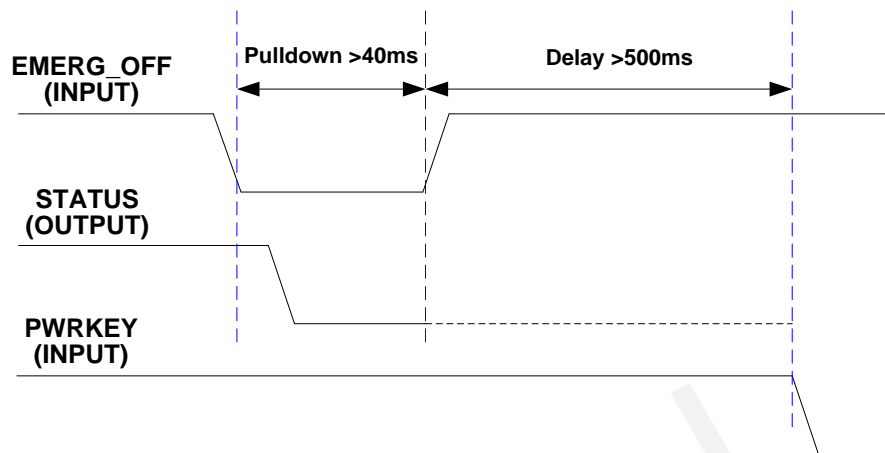 Pulldown >40ms
Delay >500ms
EMERG_OFF
(INPUT)
STATUS
(OUTPUT)
PWRKEY
(INPUT)